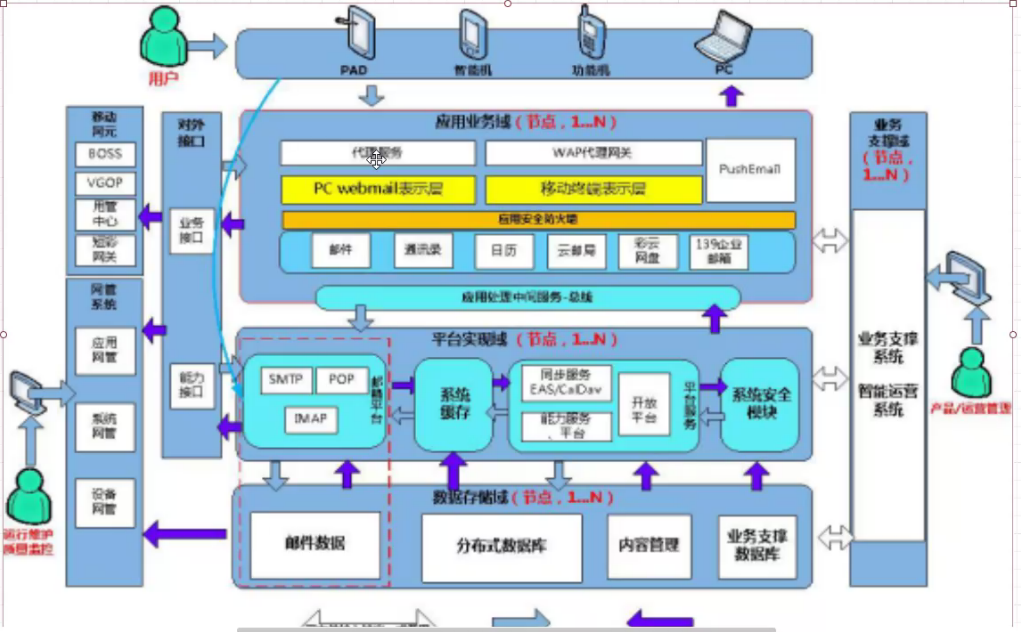 用户
PAD
智能机
功能机
PC
移动
网元
BOSS
VGOP
用管
中心
短彩
网关
网管
系统
应用
网管
系统
网管
设备
网管
对外
接口
业务
接口
能力
接口
应用业务域（节点，1...N）
代理服务
WAP代理网关
PushEmail
PC webmail表示层
移动终端表示层
应用安全防火墙
邮件
通讯录
日历
云邮局
彩云
网盘
139企业
邮箱
应用处理中间服务-总线
平台实现域（节点，1...N）
SMTP
POP
IMAP
邮箱平台
系统
缓存
同步服务
EAS/CalDav
能力服务
、平台
开放
平台
平台服务
系统安全
模块
数据存储域（节点，1...N）
邮件数据
分布式数据库
内容管理
业务支撑
数据库
业务
支撑域
（节点，
1...N）
业务支撑
系统
智能运营
系统
产品/运营管理
运行维护
质量监控